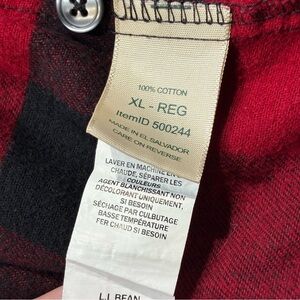 100% COTTON
XL - REG
ItemID 500244
MADE IN EL SALVADOR
CARE ON REVERSE
LAVER EN MACHINE EN C
CHAUDE, SÉPARER LES
COULEURS
AGENT BLANCHISSANT NON
DÉCOLORANT UNIQUEMENT,
SI BESOIN
SÉCHAGE PAR CULBUTAGE
BASSE TEMPÉRATURE
FER CHAUD SI BESOIN
L.L.BEAN